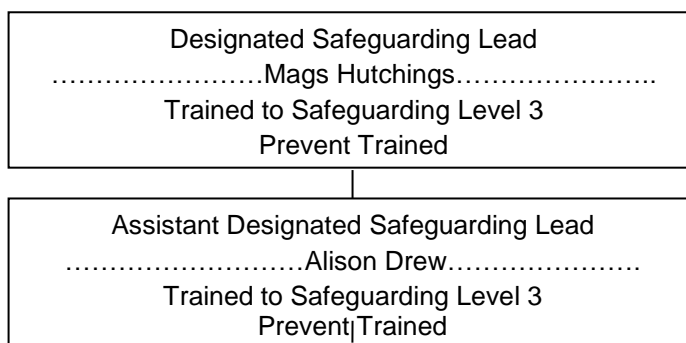 Designated Safeguarding Lead
……………………Mags Hutchings………………….
Trained to Safeguarding Level 3
Prevent Trained
Assistant Designated Safeguarding Lead
………………………Alison Drew………………….
Trained to Safeguarding Level 3
Prevent Trained